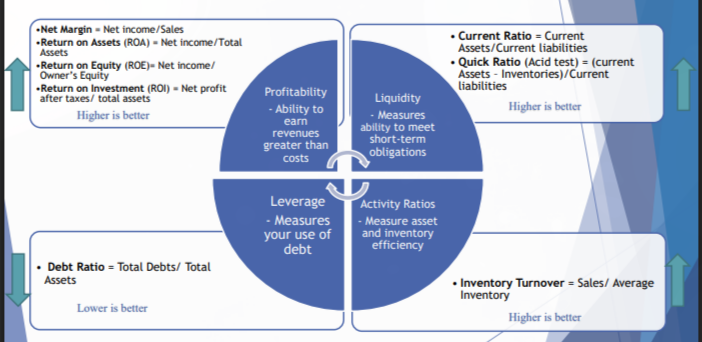 •Net Margin = Net income/Sales
•Return on Assets (ROA) = Net income/Total
Assets
•Return on Equity (ROE)= Net income/
Owner's Equity
•Return on Investment (ROI) = Net profit
after taxes/ total assets
Higher is better
• Current Ratio = Current
Assets/Current liabilities
• Quick Ratio (Acid test) = (current
Assets - Inventories)/Current
liabilities
Higher is better
Profitability
- Ability to
earn
revenues
greater than
costs
Liquidity
- Measures
ability to meet
short-term
obligations
Leverage
- Measures
your use of
debt
Activity Ratios
- Measure asset
and inventory
efficiency
• Debt Ratio = Total Debts/ Total
Assets
Lower is better
• Inventory Turnover = Sales/ Average
Inventory
Higher is better